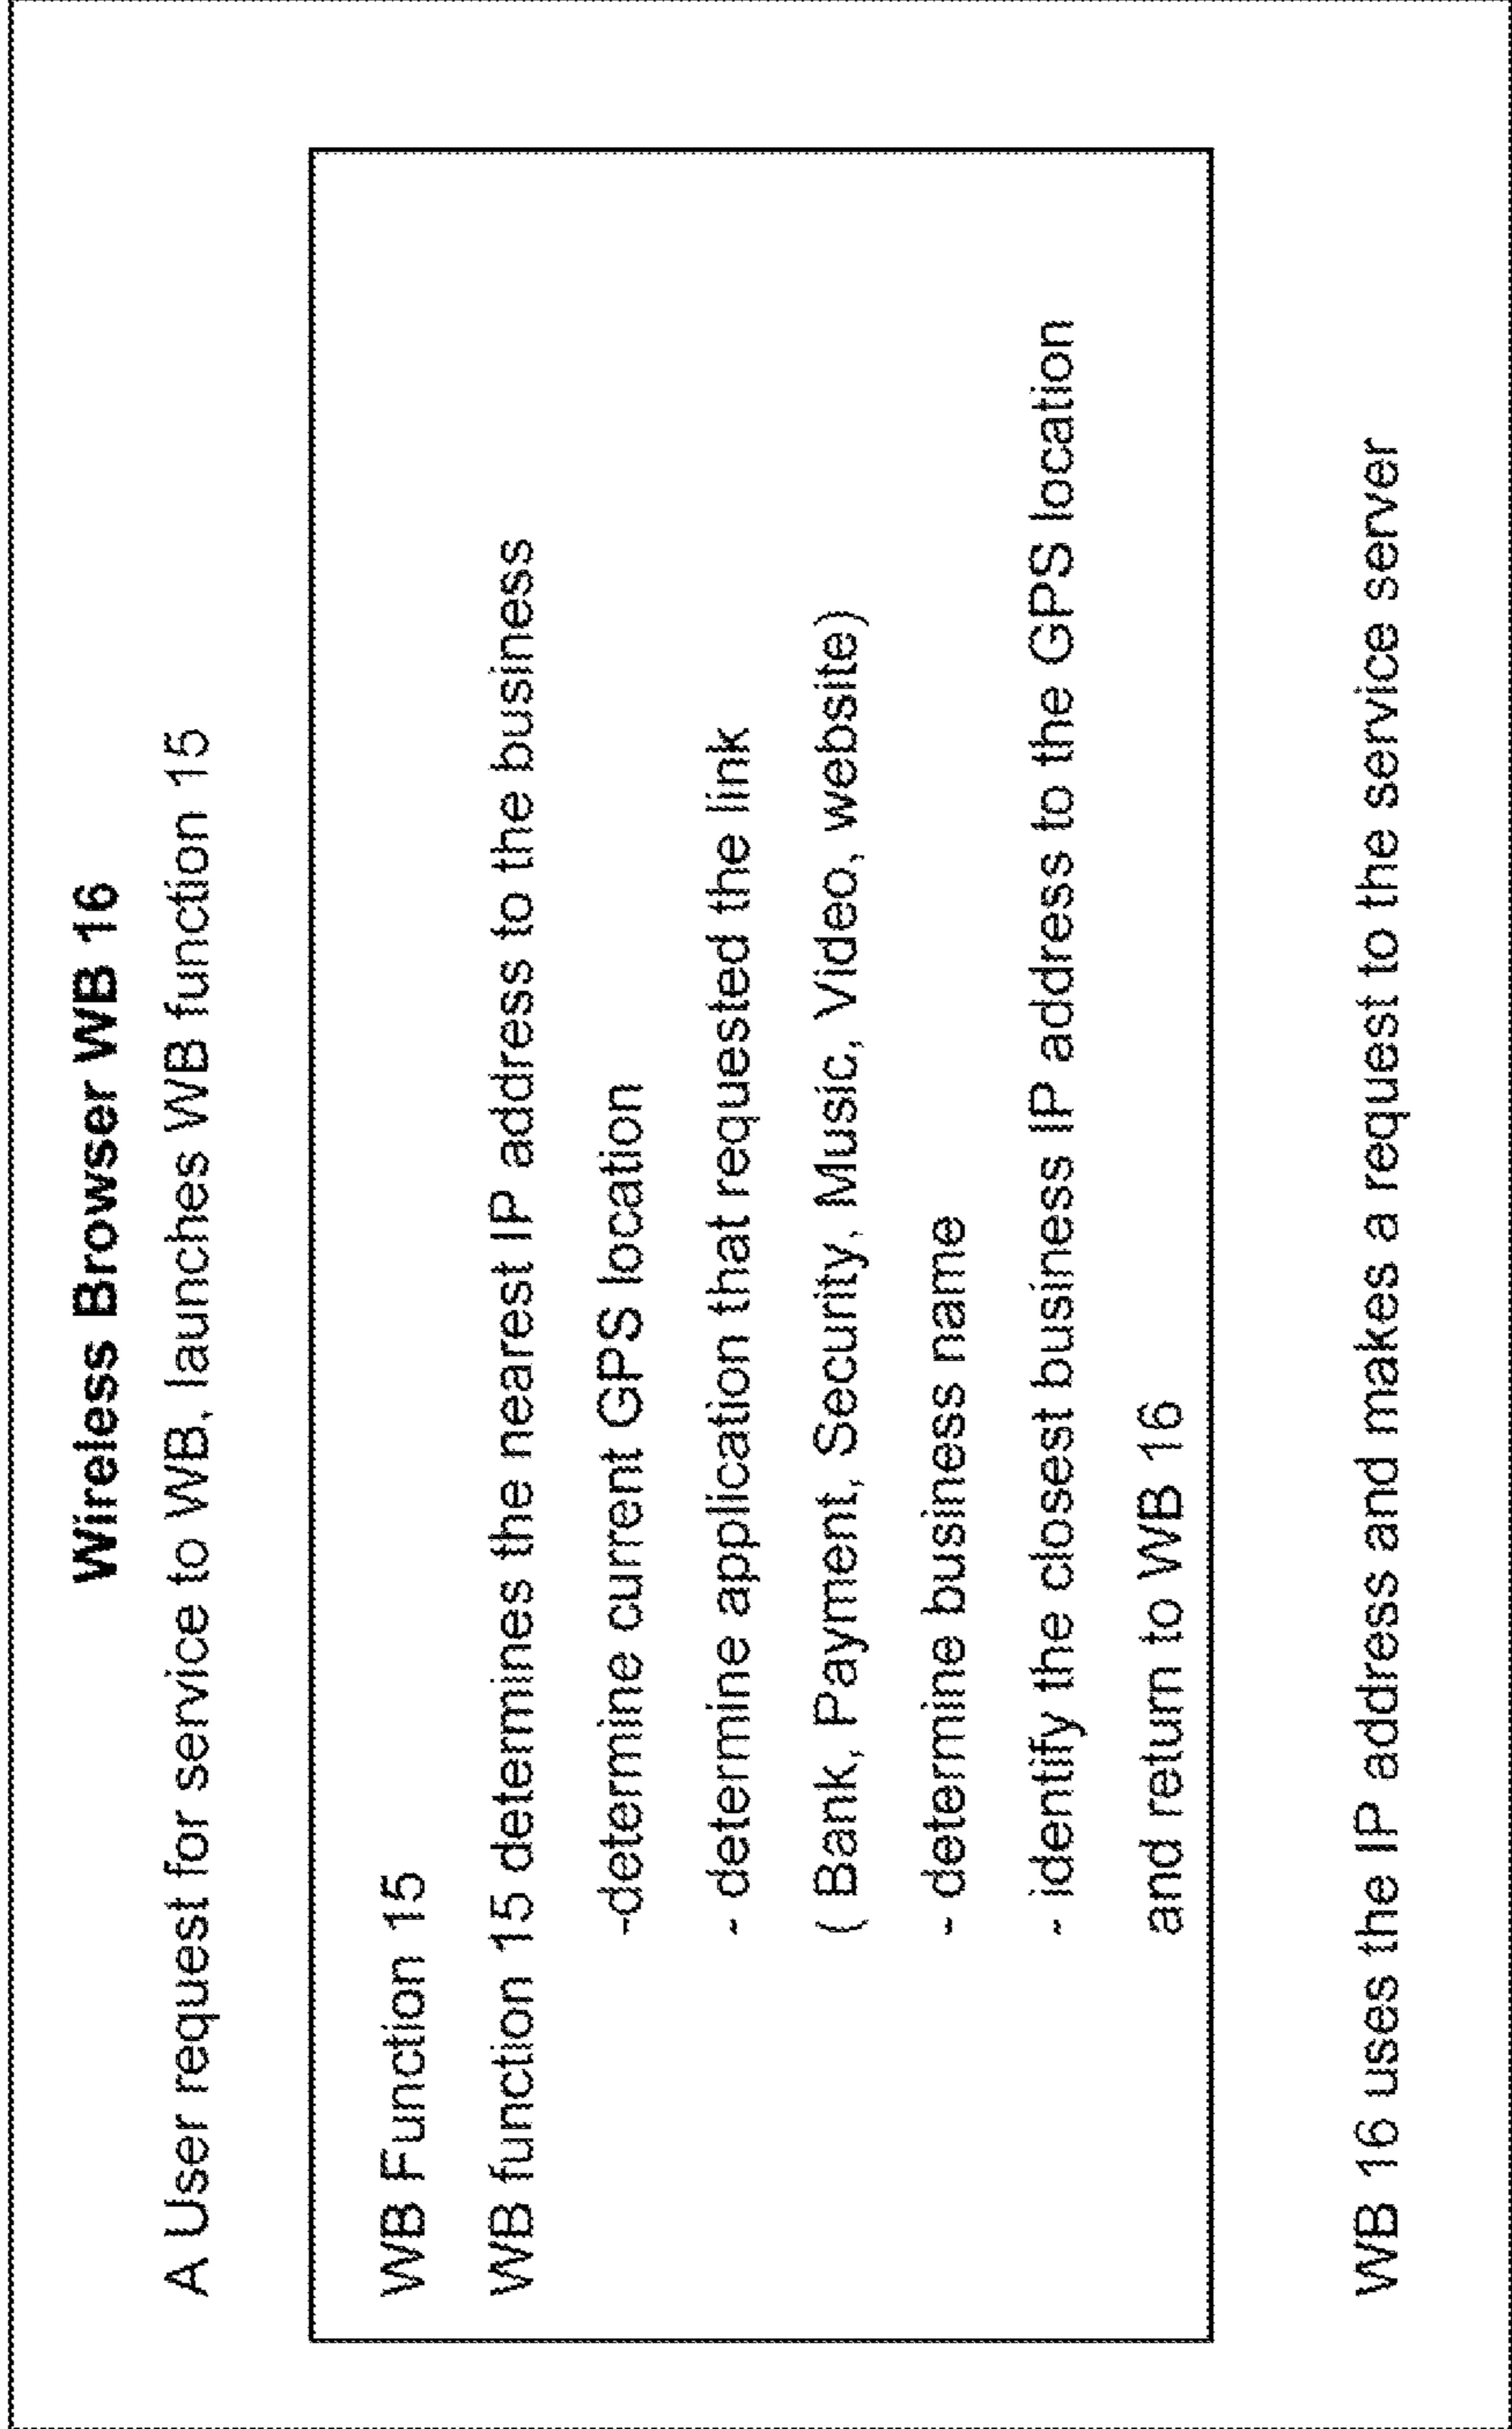 Wireless Browser WB 16
A User request for service to WB, launches WB function 15
WB Function 15
WB function 15 determines the nearest IP address to the business
-determine current GPS location
- determine application that requested the link
( Bank, Payment, Security, Music, Video, website)
- determine business name
- identify the closest business IP address to the GPS location
and return to WB 16
WB 16 uses the IP address and makes a request to the service server